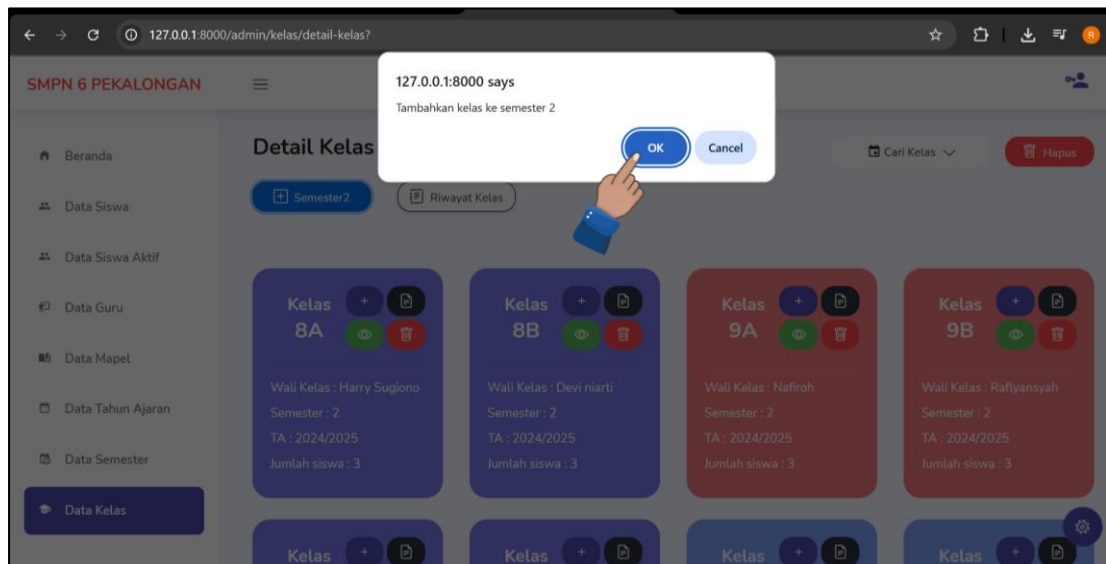 127.0.0.1:8000/admin/kelas/detail-kelas?
R
127.0.0.1:8000 says
Tambahkan kelas ke semester 2
OK
Cancel
SMPN 6 PEKALONGAN
Beranda
Data Siswa
Data Siswa Aktif
Data Guru
Data Mapel
Data Tahun Ajaran
Data Semester
Data Kelas
Detail Kelas
Cari Kelas
Hapus
Semester2
Riwayat Kelas
Kelas
8A
Wali Kelas : Harry Sugiono
Semester : 2
TA : 2024/2025
Jumlah siswa : 3
Kelas
8B
Wali Kelas : Devi niarti
Semester : 2
TA : 2024/2025
Jumlah siswa : 3
Kelas
9A
Wali Kelas : Nafiroh
Semester : 2
TA : 2024/2025
Jumlah siswa : 3
Kelas
9B
Wali Kelas : Raflyansyah
Semester : 2
TA : 2024/2025
Jumlah siswa : 3
Kelas
Kelas
Kelas
Kelas